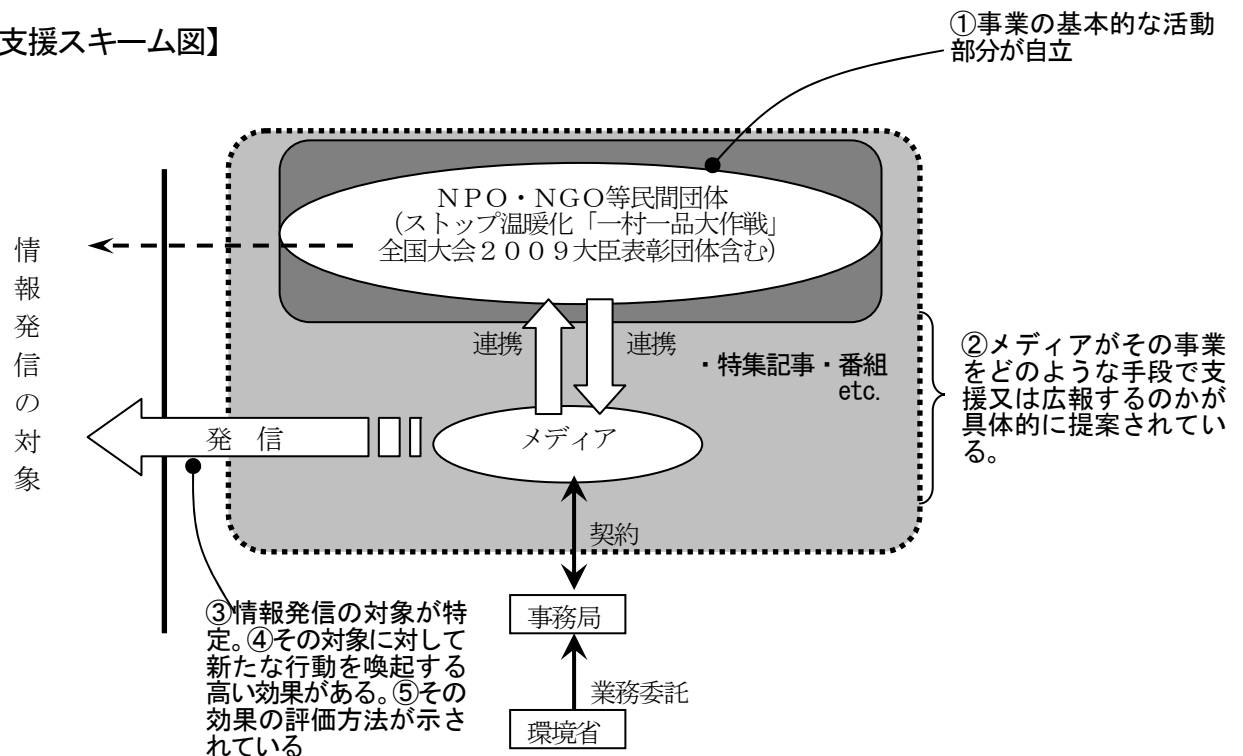 支援スキーム図】
①事業の基本的な活動
部分が自立
NPO・NGO等民間団体
(ストップ温暖化「一村一品大作戦」
全国大会2009大臣表彰団体含む)
情報発信の対象
連携
連携
・特集記事・番組
etc.
②メディアがその事業
をどのような手段で支
援又は広報するのかが
具体的に提案されてい
る。
発 信
メディア
契約
③情報発信の対象が特
定。④その対象に対して
新たな行動を喚起する
高い効果がある。⑤その
効果の評価方法が示さ
れている
事務局
業務委託
環境省